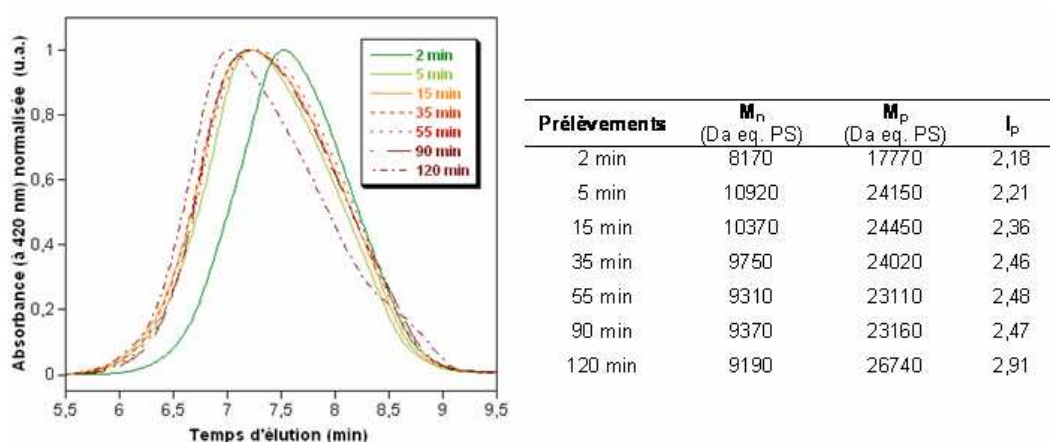 Absorbance (à 420 nm) normalisée (u.a.)
1
0,8
0,6
0,4
0,2
0
5,5 6 6,5 7 7,5 8 8,5 9 9,5
Temps d'élution (min)
2 min
5 min
15 min
35 min
55 min
90 min
120 min
Prélèvements Mn (Da eq. PS) Mp (Da eq. PS) Ip
2 min 8170 17770 2,18
5 min 10920 24150 2,21
15 min 10370 24450 2,36
35 min 9750 24020 2,46
55 min 9310 23110 2,48
90 min 9370 23160 2,47
120 min 9190 26740 2,91